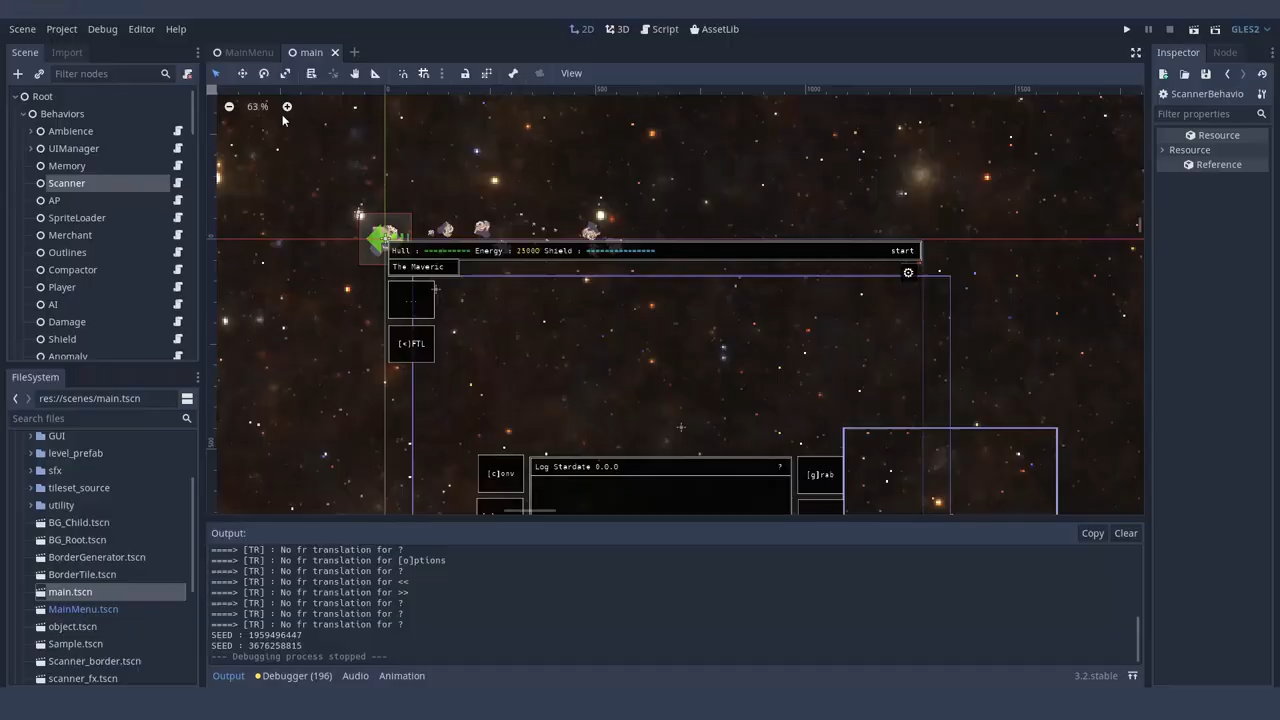 Scene Project Debug Editor Help 2D 3D Script AssetLib GLES2
Scene Import MainMenu main Inspector Node
Filter nodes View
Root ScannerBehavio
Behaviors 63 % 0 500 1000 1500 Filter properties
Ambience Resource
UIManager Resource
Memory Reference
Scanner
AP
SpriteLoader
Merchant
Outlines Hull : ========== Energy : 25000 Shield : =============== start
Compactor The Maveric
Player
AI ...
Damage
Shield [<]FTL
Anomaly
FileSystem
res://scenes/main.tscn
Search files
GUI
level_prefab
sfx [c]onv Log Stardate 0.0.0 ? [g]rab
tileset_source
utility
BG_Child.tscn
BG_Root.tscn
BorderGenerator.tscn
BorderTile.tscn
main.tscn
MainMenu.tscn
object.tscn
Sample.tscn
Scanner_border.tscn
scanner_fx.tscn
Output: Copy Clear
====> [TR] : No fr translation for ?
====> [TR] : No fr translation for [o]ptions
====> [TR] : No fr translation for ?
====> [TR] : No fr translation for <<
====> [TR] : No fr translation for >>
====> [TR] : No fr translation for ?
====> [TR] : No fr translation for ?
====> [TR] : No fr translation for ?
SEED : 1959496447
SEED : 3676258815
--- Debugging process stopped ---
Output Debugger (196) Audio Animation 3.2.stable